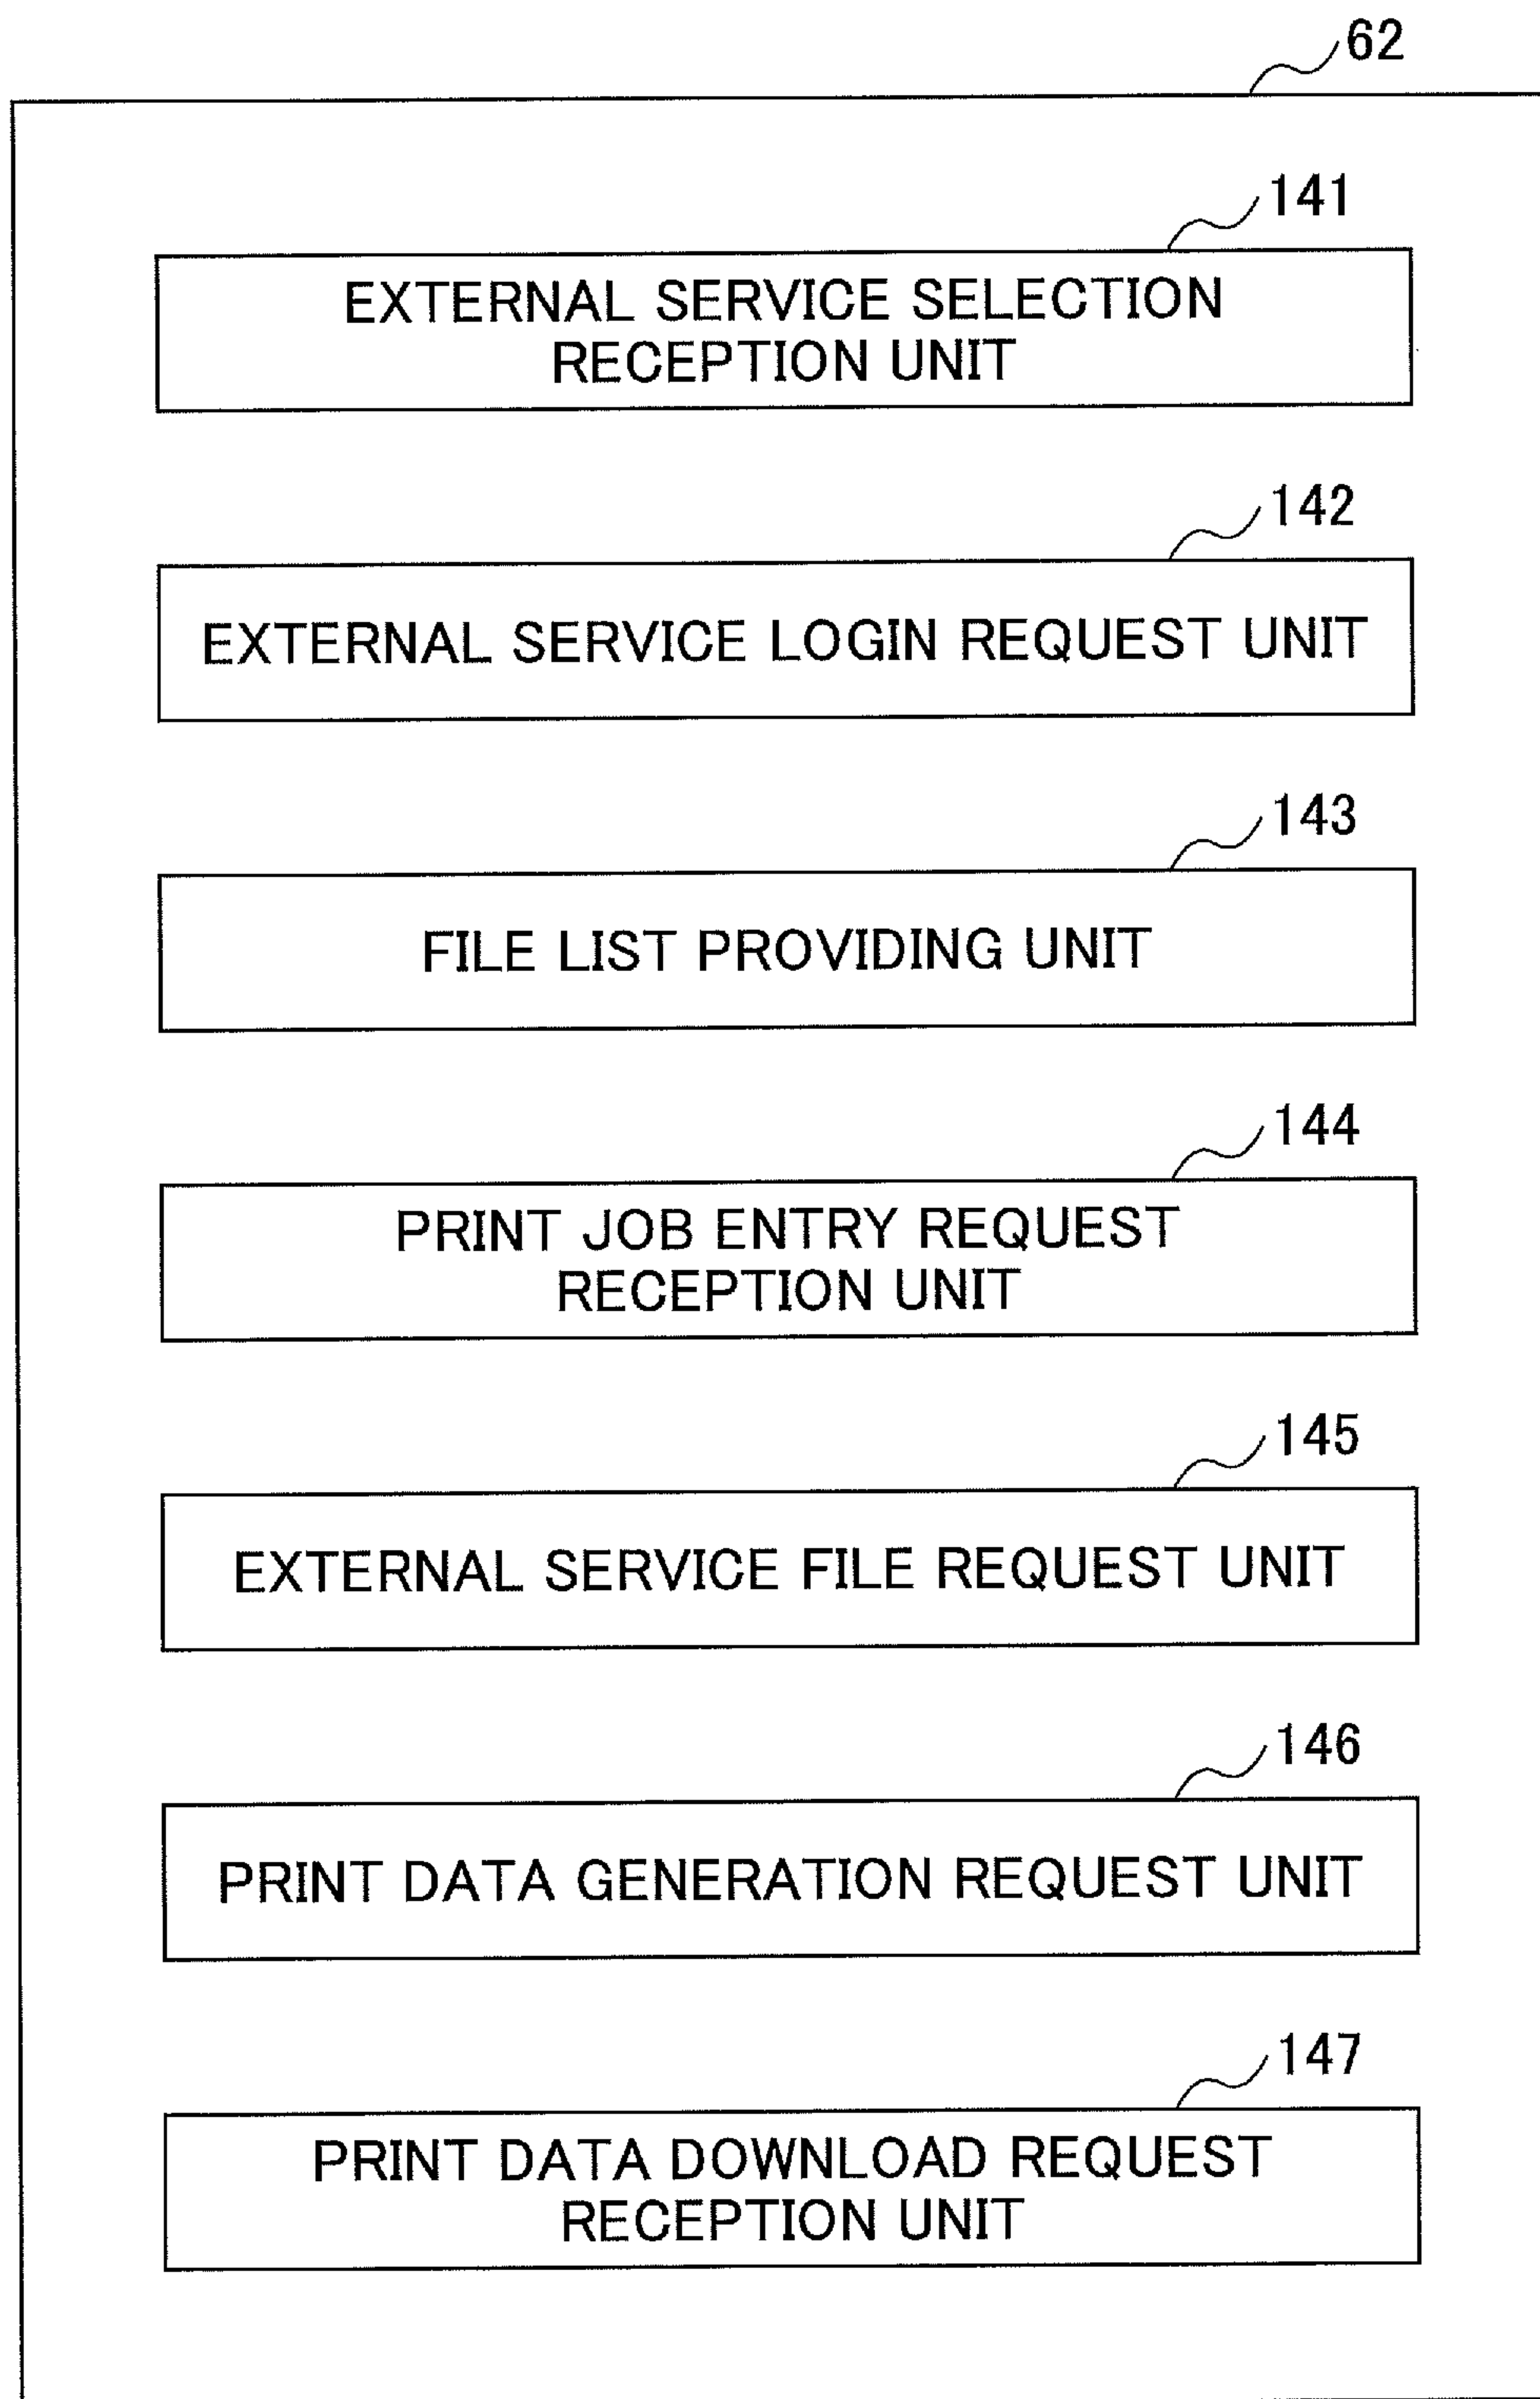 62
141
EXTERNAL SERVICE SELECTION
RECEPTION UNIT
142
EXTERNAL SERVICE LOGIN REQUEST UNIT
143
FILE LIST PROVIDING UNIT
144
PRINT JOB ENTRY REQUEST
RECEPTION UNIT
145
EXTERNAL SERVICE FILE REQUEST UNIT
146
PRINT DATA GENERATION REQUEST UNIT
147
PRINT DATA DOWNLOAD REQUEST
RECEPTION UNIT